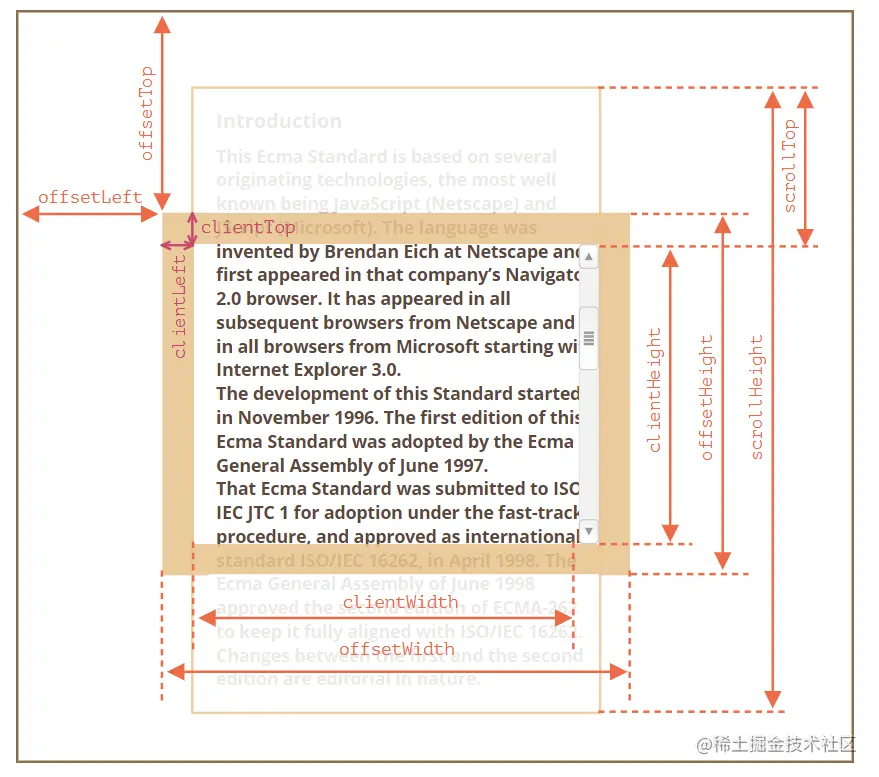 offsetTop
offsetLeft
Introduction
This Ecma Standard is based on several
originating technologies, the most well
known being JavaScript (Netscape) and
(Microsoft). The language was
clientTop
clientLeft
invented by Brendan Eich at Netscape and
first appeared in that company's Navigato
2.0 browser. It has appeared in all
subsequent browsers from Netscape and
in all browsers from Microsoft starting wi
Internet Explorer 3.0.
The development of this Standard started
in November 1996. The first edition of this
Ecma Standard was adopted by the Ecma
General Assembly of June 1997.
That Ecma Standard was submitted to ISO
IEC JTC 1 for adoption under the fast-track
procedure, and approved as international
standard ISO/IEC 16262, in April 1998. The
Ecma General Assembly of June 1998
approved the second edition of ECMA-262
to keep it fully aligned with ISO/IEC 16262.
Changes between the first and the second
edition are editorial in nature.
clientWidth
offsetWidth
clientHeight
offsetHeight
scrollHeight
scrollTop
@稀土掘金技术社区